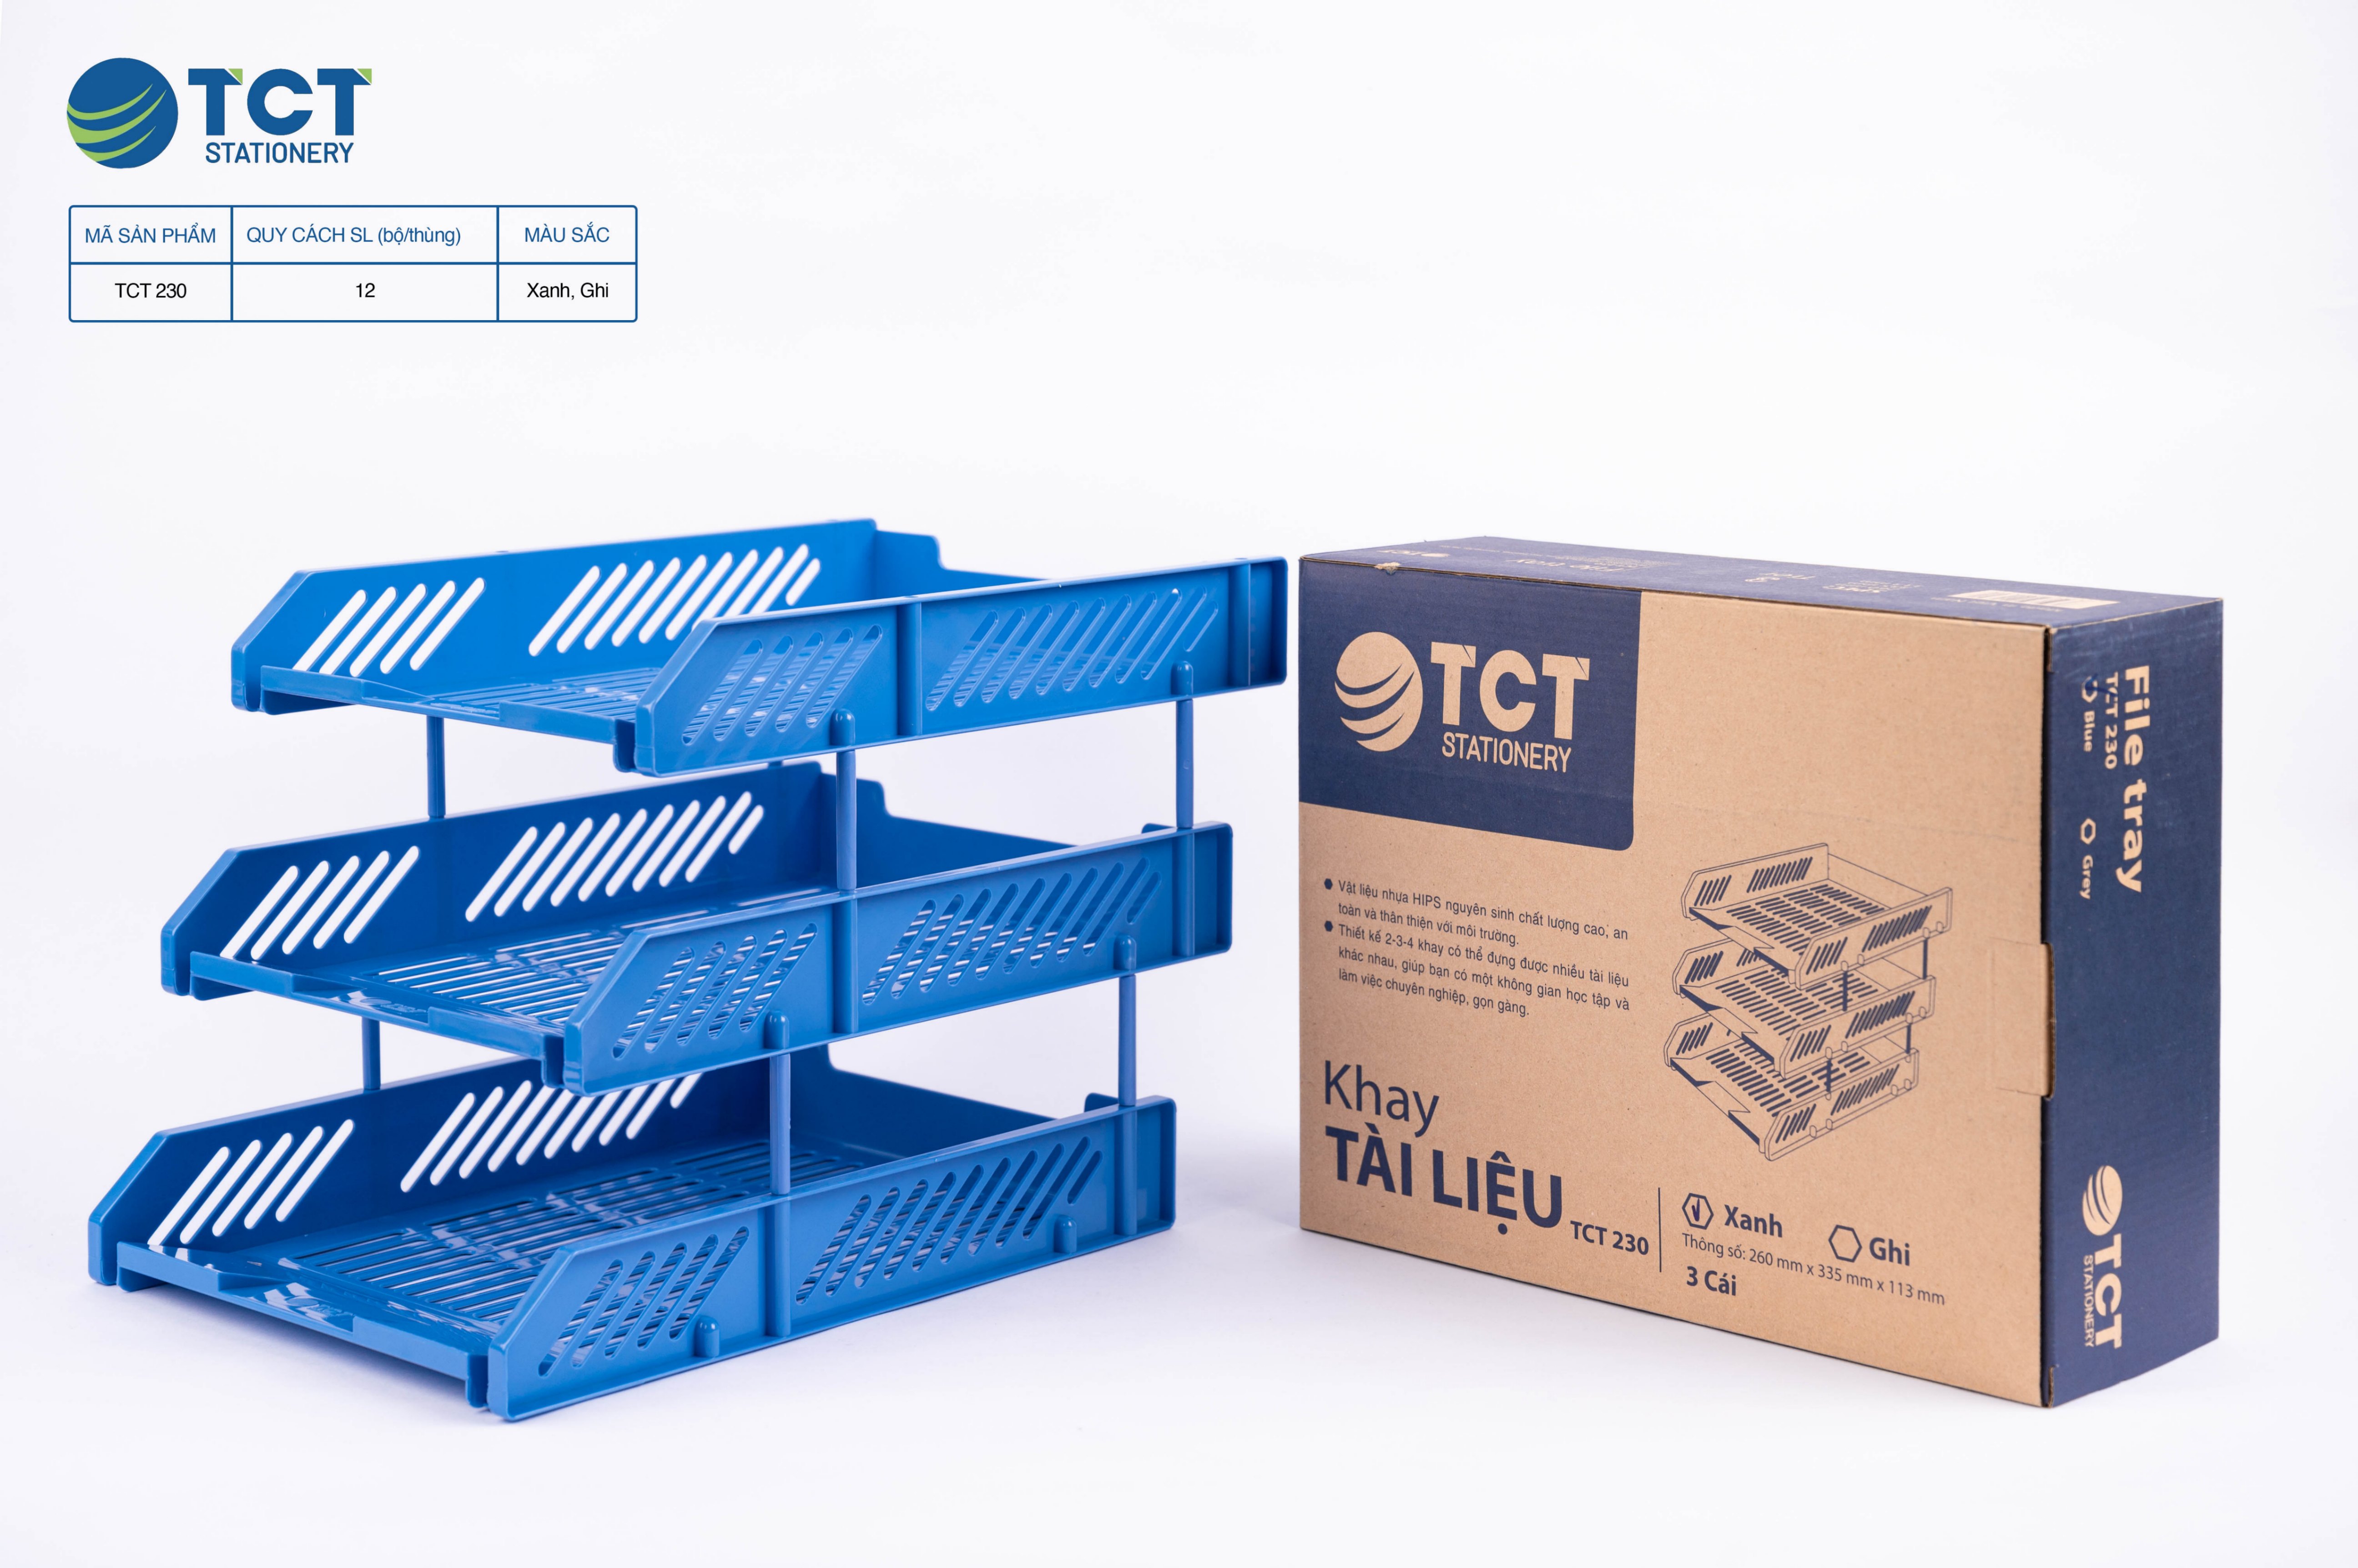 TCT
STATIONERY
MÃ SẢN PHẨM QUY CÁCH SL (bộ/thùng) MÀU SẮC
TCT 230 12 Xanh, Ghi
TCT
STATIONERY
Vật liệu nhựa HIPS nguyên sinh chất lượng cao, an
toàn và thân thiện với môi trường.
Thiết kế 2-3-4 khay có thể đựng được nhiều tài liệu
khác nhau, giúp bạn có một không gian học tập và
làm việc chuyên nghiệp, gọn gàng.
Khay
TÀI LIỆU TCT 230
Xanh Ghi
Thông số: 260 mm x 335 mm x 113 mm
3 Cái
File tray
TCT 230
Blue Grey
TCT
STATIONERY
TCT
File tray